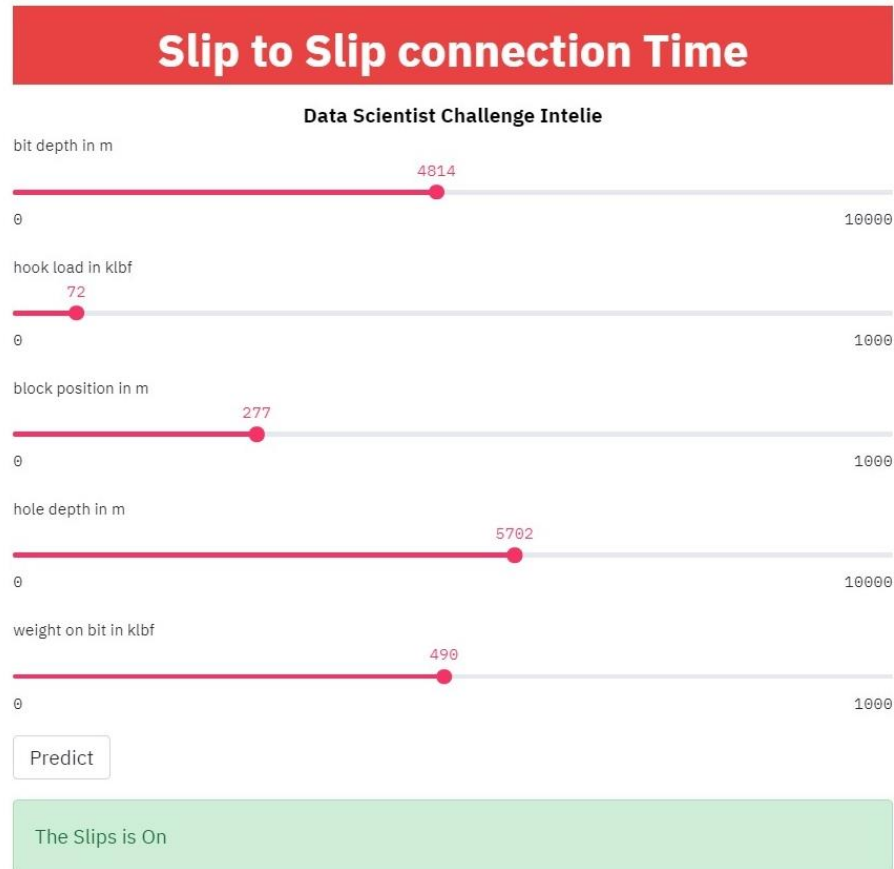 Slip to Slip connection Time
Data Scientist Challenge Intelie
bit depth in m
4814
0 10000
hook load in klbf
72
0 1000
block position in m
277
0 1000
hole depth in m
5702
0 10000
weight on bit in klbf
490
0 1000
Predict
The Slips is On